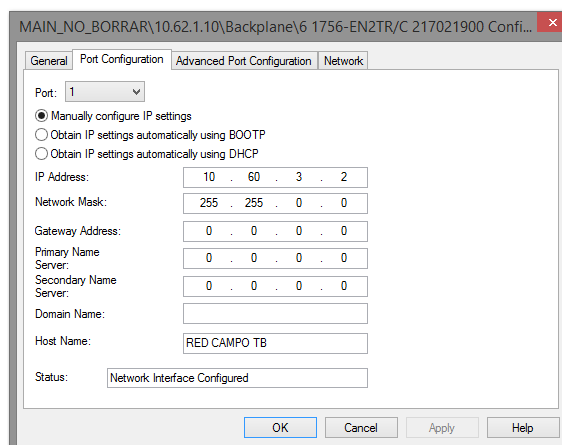 MAIN_NO_BORRAR\10.62.1.10\Backplane\6 1756-EN2TR/C 217021900 Confi...
General Port Configuration Advanced Port Configuration Network
Port: 1
Manually configure IP settings
Obtain IP settings automatically using BOOTP
Obtain IP settings automatically using DHCP
IP Address: 10 . 60 . 3 . 2
Network Mask: 255 . 255 . 0 . 0
Gateway Address: 0 . 0 . 0 . 0
Primary Name
Server: 0 . 0 . 0 . 0
Secondary Name
Server: 0 . 0 . 0 . 0
Domain Name:
Host Name: RED CAMPO TB
Status: Network Interface Configured
OK Cancel Apply Help